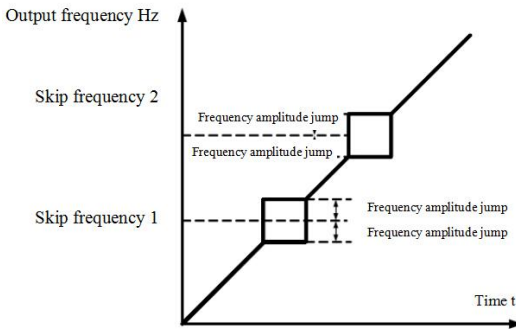 Output frequency Hz
Skip frequency 2
Frequency amplitude jump
Frequency amplitude jump
Skip frequency 1
Frequency amplitude jump
Frequency amplitude jump
Time t